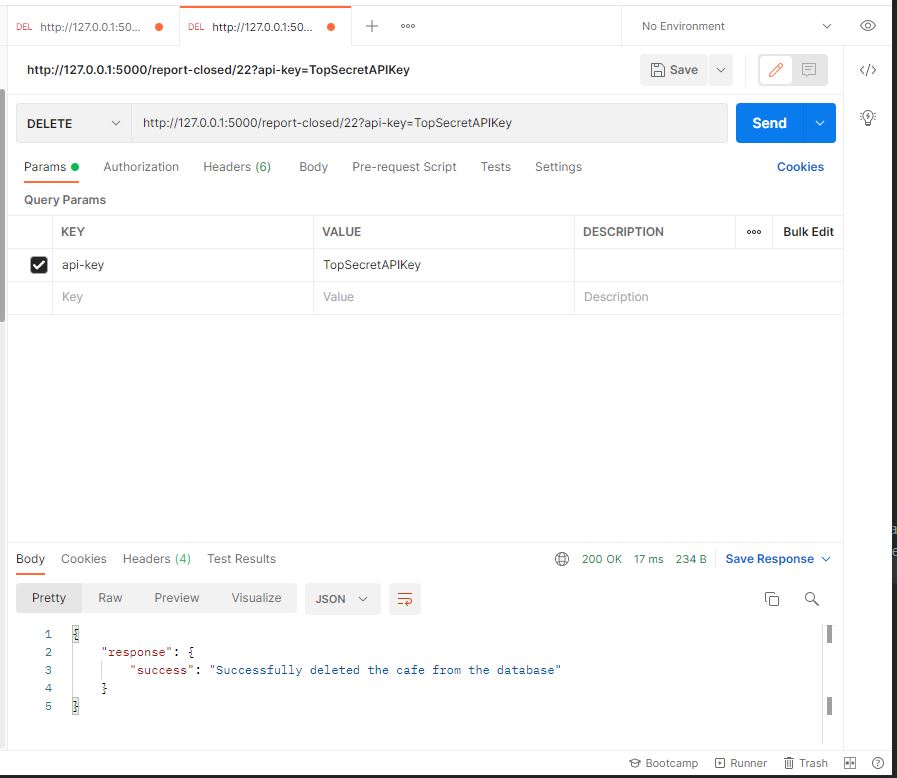 DEL http://127.0.0.1:50... DEL http://127.0.0.1:50... No Environment
http://127.0.0.1:5000/report-closed/22?api-key=TopSecretAPIKey Save
DELETE http://127.0.0.1:5000/report-closed/22?api-key=TopSecretAPIKey Send
Params Authorization Headers (6) Body Pre-request Script Tests Settings Cookies
Query Params
KEY VALUE DESCRIPTION Bulk Edit
api-key TopSecretAPIKey
Key Value Description
Body Cookies Headers (4) Test Results 200 OK 17 ms 234 B Save Response
Pretty Raw Preview Visualize JSON
1 {
2 "response": {
3 "success": "Successfully deleted the cafe from the database"
4 }
5 }
Bootcamp Runner Trash